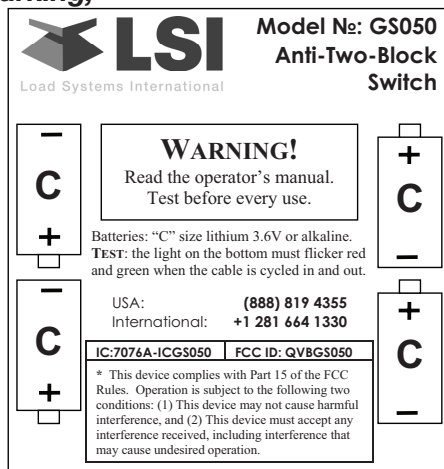 LSI
Load Systems International
Model №: GS050
Anti-Two-Block
Switch
WARNING!
Read the operator's manual.
Test before every use.
Batteries: "C" size lithium 3.6V or alkaline.
TEST: the light on the
bottom must flicker red
and green when the cable is cycled in and out.
USA: (888) 819 4355
International: +1 281 664 1330
IC:7076A-ICGS050 FCC ID: QVBGS050
* This device complies with Part 15 of the FCC
Rules. Operation is subject to the following two
conditions: (1) This device may not cause harmful
interference, and (2) This device must accept any
interference received, including interference that
may cause undesired operation.
− C +
− C +
+ C −
+ C −